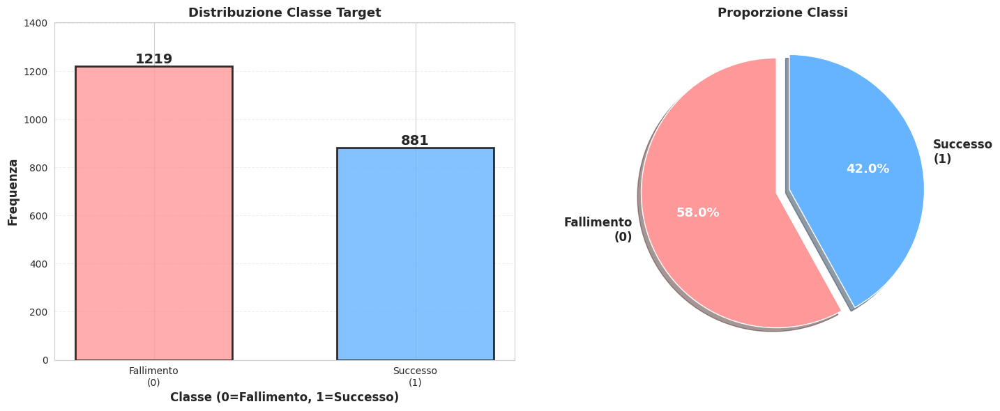 Distribuzione Classe Target
1400
1200
1000
800
600
400
200
0
Frequenza
1219
881
Fallimento
(0)
Successo
(1)
Classe (0=Fallimento, 1=Successo)
Proporzione Classi
Successo
(1)
42.0%
58.0%
Fallimento
(0)